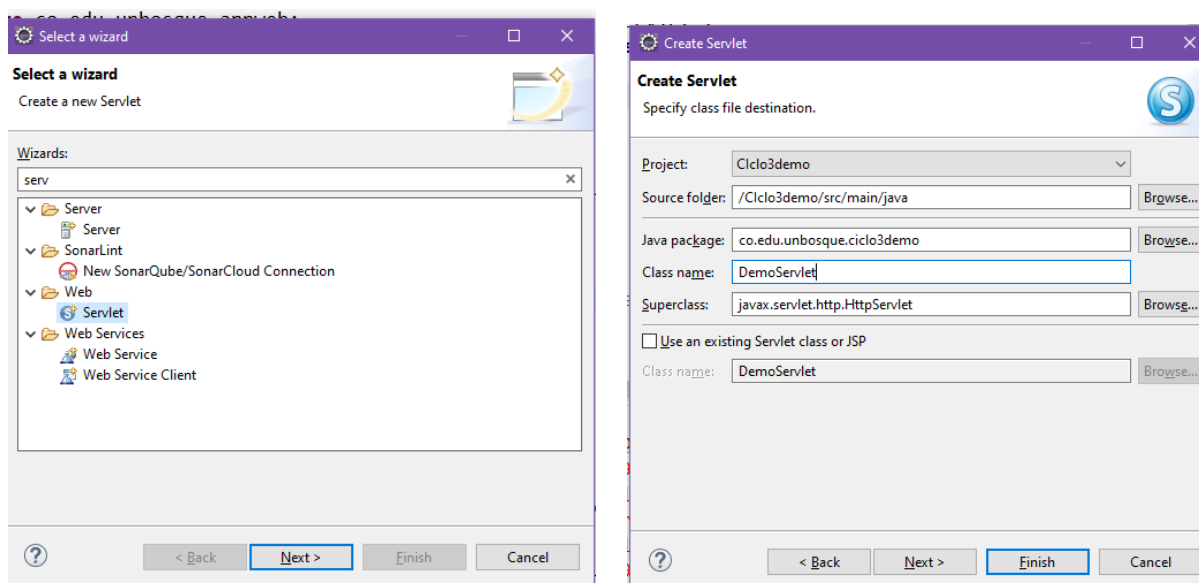 co.edu.unbosque.appweb;
Select a wizard
Select a wizard
Create a new Servlet
Wizards:
serv
Server
Server
SonarLint
New SonarQube/SonarCloud Connection
Web
Servlet
Web Services
Web Service
Web Service Client
< Back Next > Finish Cancel
Create Servlet
Create Servlet
Specify class file destination.
Project: CIclo3demo
Source folder: /CIclo3demo/src/main/java Browse...
Java package: co.edu.unbosque.ciclo3demo Browse...
Class name: DemoServlet
Superclass: javax.servlet.http.HttpServlet Browse...
Use an existing Servlet class or JSP
Class name: DemoServlet Browse...
< Back Next > Finish Cancel